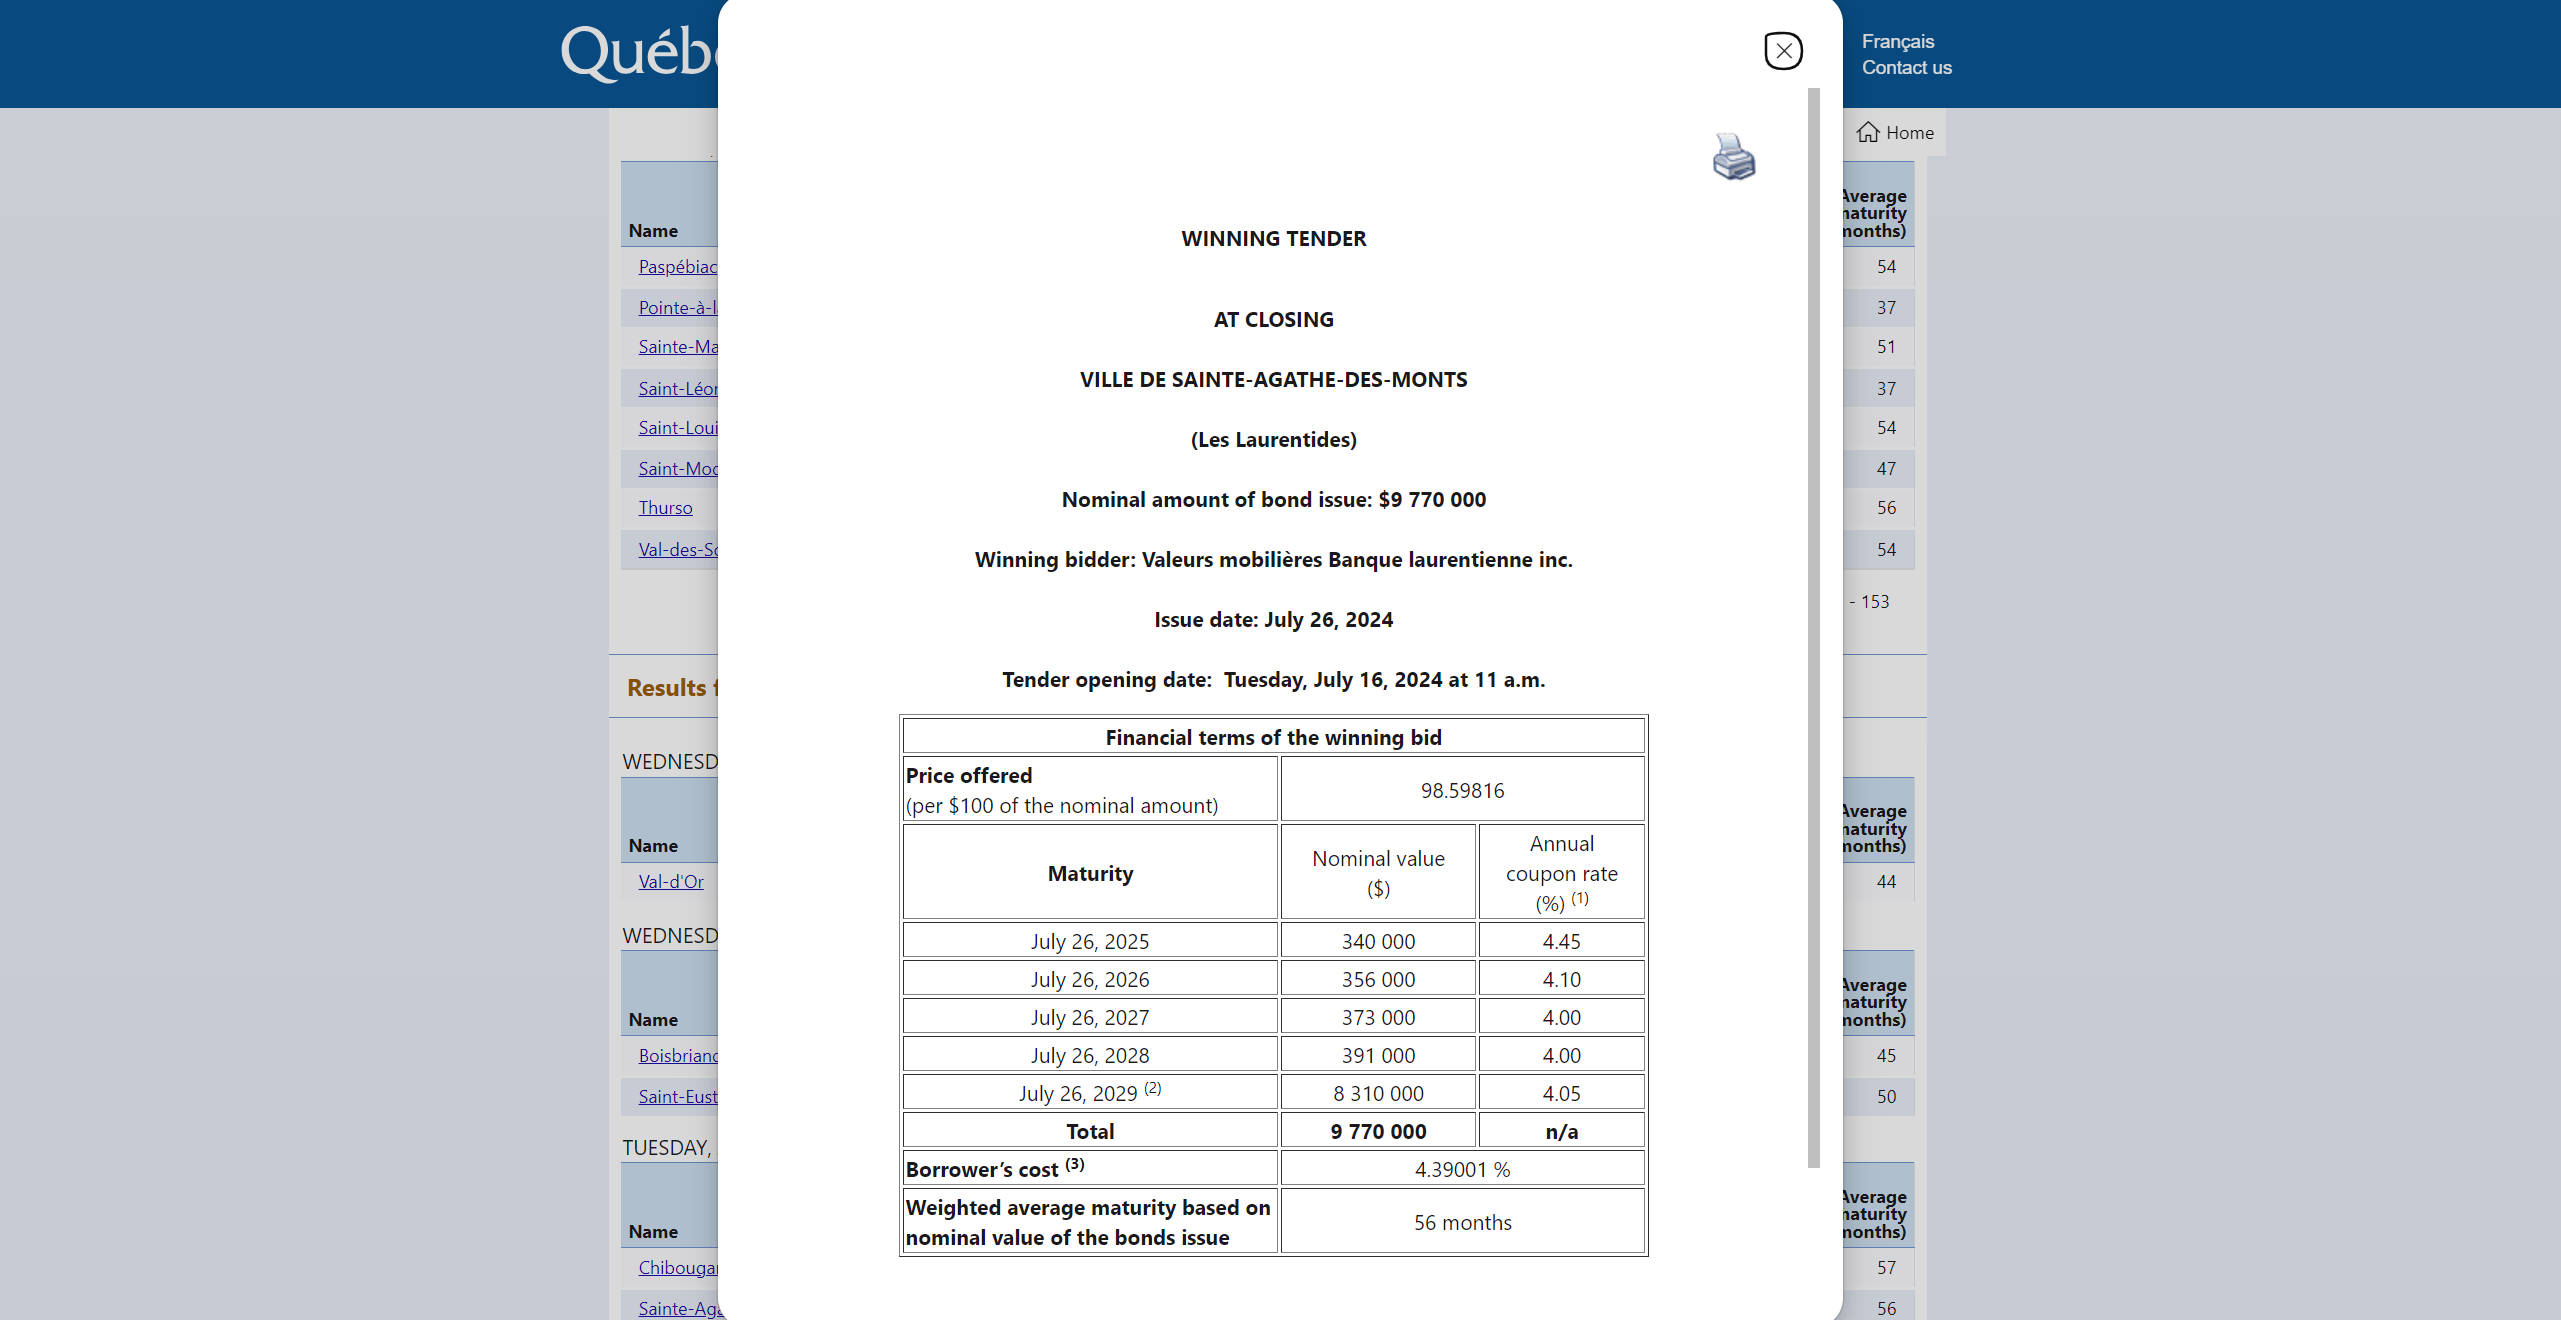 Québ
Français
Contact us
Home
Name
Average
maturity
months)
Paspébiac
54
Pointe-à-l
37
Sainte-Ma
51
Saint-Léor
37
Saint-Loui
54
Saint-Moc
47
Thurso
56
Val-des-So
54
- 153
Results f
WEDNESD
Name
Average
maturity
months)
Val-d'Or
44
WEDNESD
Name
Average
maturity
months)
Boisbriand
45
Saint-Eust
50
TUESDAY,
Name
Average
maturity
months)
Chibougar
57
Sainte-Aga
56
WINNING TENDER
AT CLOSING
VILLE DE SAINTE-AGATHE-DES-MONTS
(Les Laurentides)
Nominal amount of bond issue: $9 770 000
Winning bidder: Valeurs mobilières Banque laurentienne inc.
Issue date: July 26, 2024
Tender opening date: Tuesday, July 16, 2024 at 11 a.m.
Financial terms of the winning bid
Price offered
(per $100 of the nominal amount)
98.59816
Maturity
Nominal value
($)
Annual
coupon rate
(%) (1)
July 26, 2025 340 000 4.45
July 26, 2026 356 000 4.10
July 26, 2027 373 000 4.00
July 26, 2028 391 000 4.00
July 26, 2029 (2) 8 310 000 4.05
Total 9 770 000 n/a
Borrower’s cost (3) 4.39001 %
Weighted average maturity based on
nominal value of the bonds issue
56 months